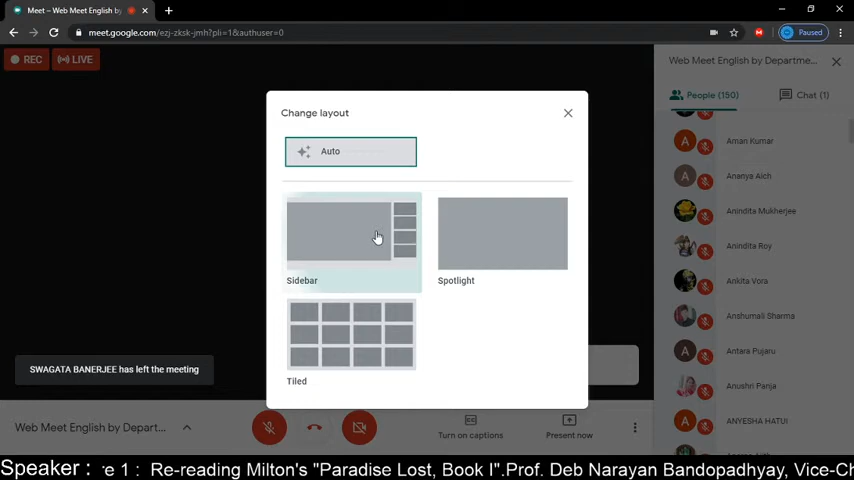 Meet – Web Meet English by
meet.google.com/ezj-zksk-jmh?pli=1&authuser=0
Paused
REC
LIVE
Web Meet English by Departme...
People (150)
Chat (1)
Aman Kumar
Ananya Aich
Anindita Mukherjee
Anindita Roy
Ankita Vora
Anshumali Sharma
Antara Pujaru
Anushri Panja
ANYESHA HATUI
Change layout
Auto
Sidebar
Spotlight
Tiled
SWAGATA BANERJEE has left the meeting
Web Meet English by Depart...
Turn on captions
Present now
Speaker : re 1 : Re-reading Milton's "Paradise Lost, Book I".Prof. Deb Narayan Bandopadhyay, Vice-Ch